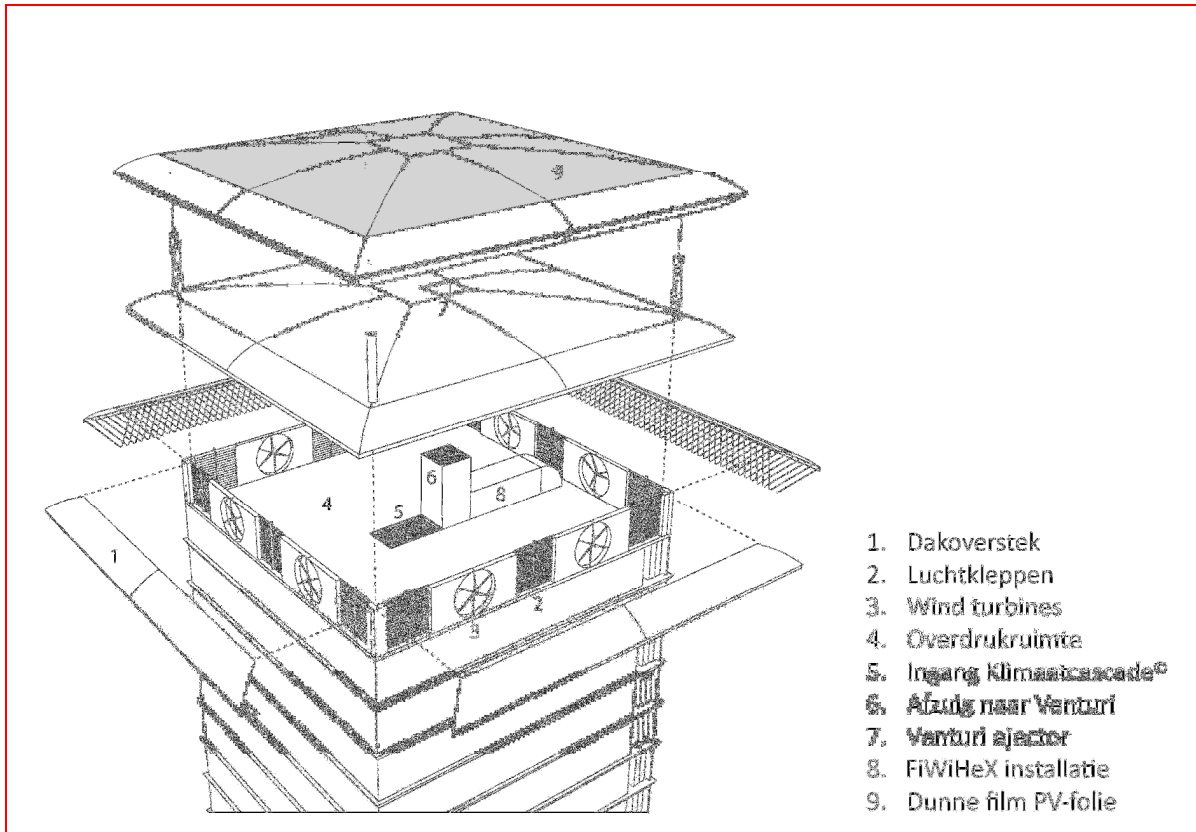 9
7
6
8
5
4
1
2
3
1. Dakoverstek
2. Luchtkleppen
3. Wind turbines
4. Overdrukruimte
5. Ingang Klimaatcascade©
6. Afzuig naar Venturi
7. Venturi ejector
8. FiWiHeX installatie
9. Dunne film PV-folie